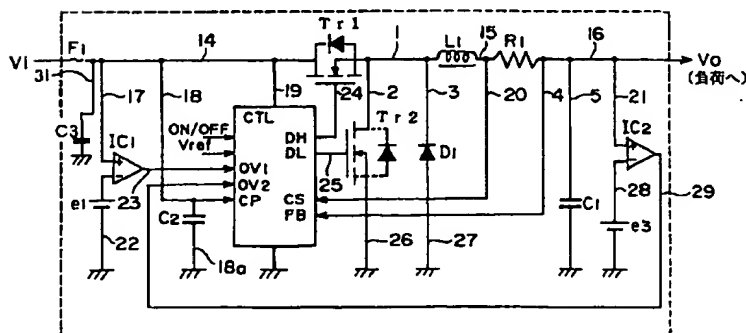 Tr1
Vi F1 14 1 L1 15 R1 16 Vo
(負荷へ)
31 17 18 19 24 2 3 20 4 5 21
C3 IC1 ON/OFF CTL DH Tr2 IC2
Vref DL
25 D1
OV1
e1 23 OV2 28 29
C2 CP CS C1 e3
FB
22 18a 26 27